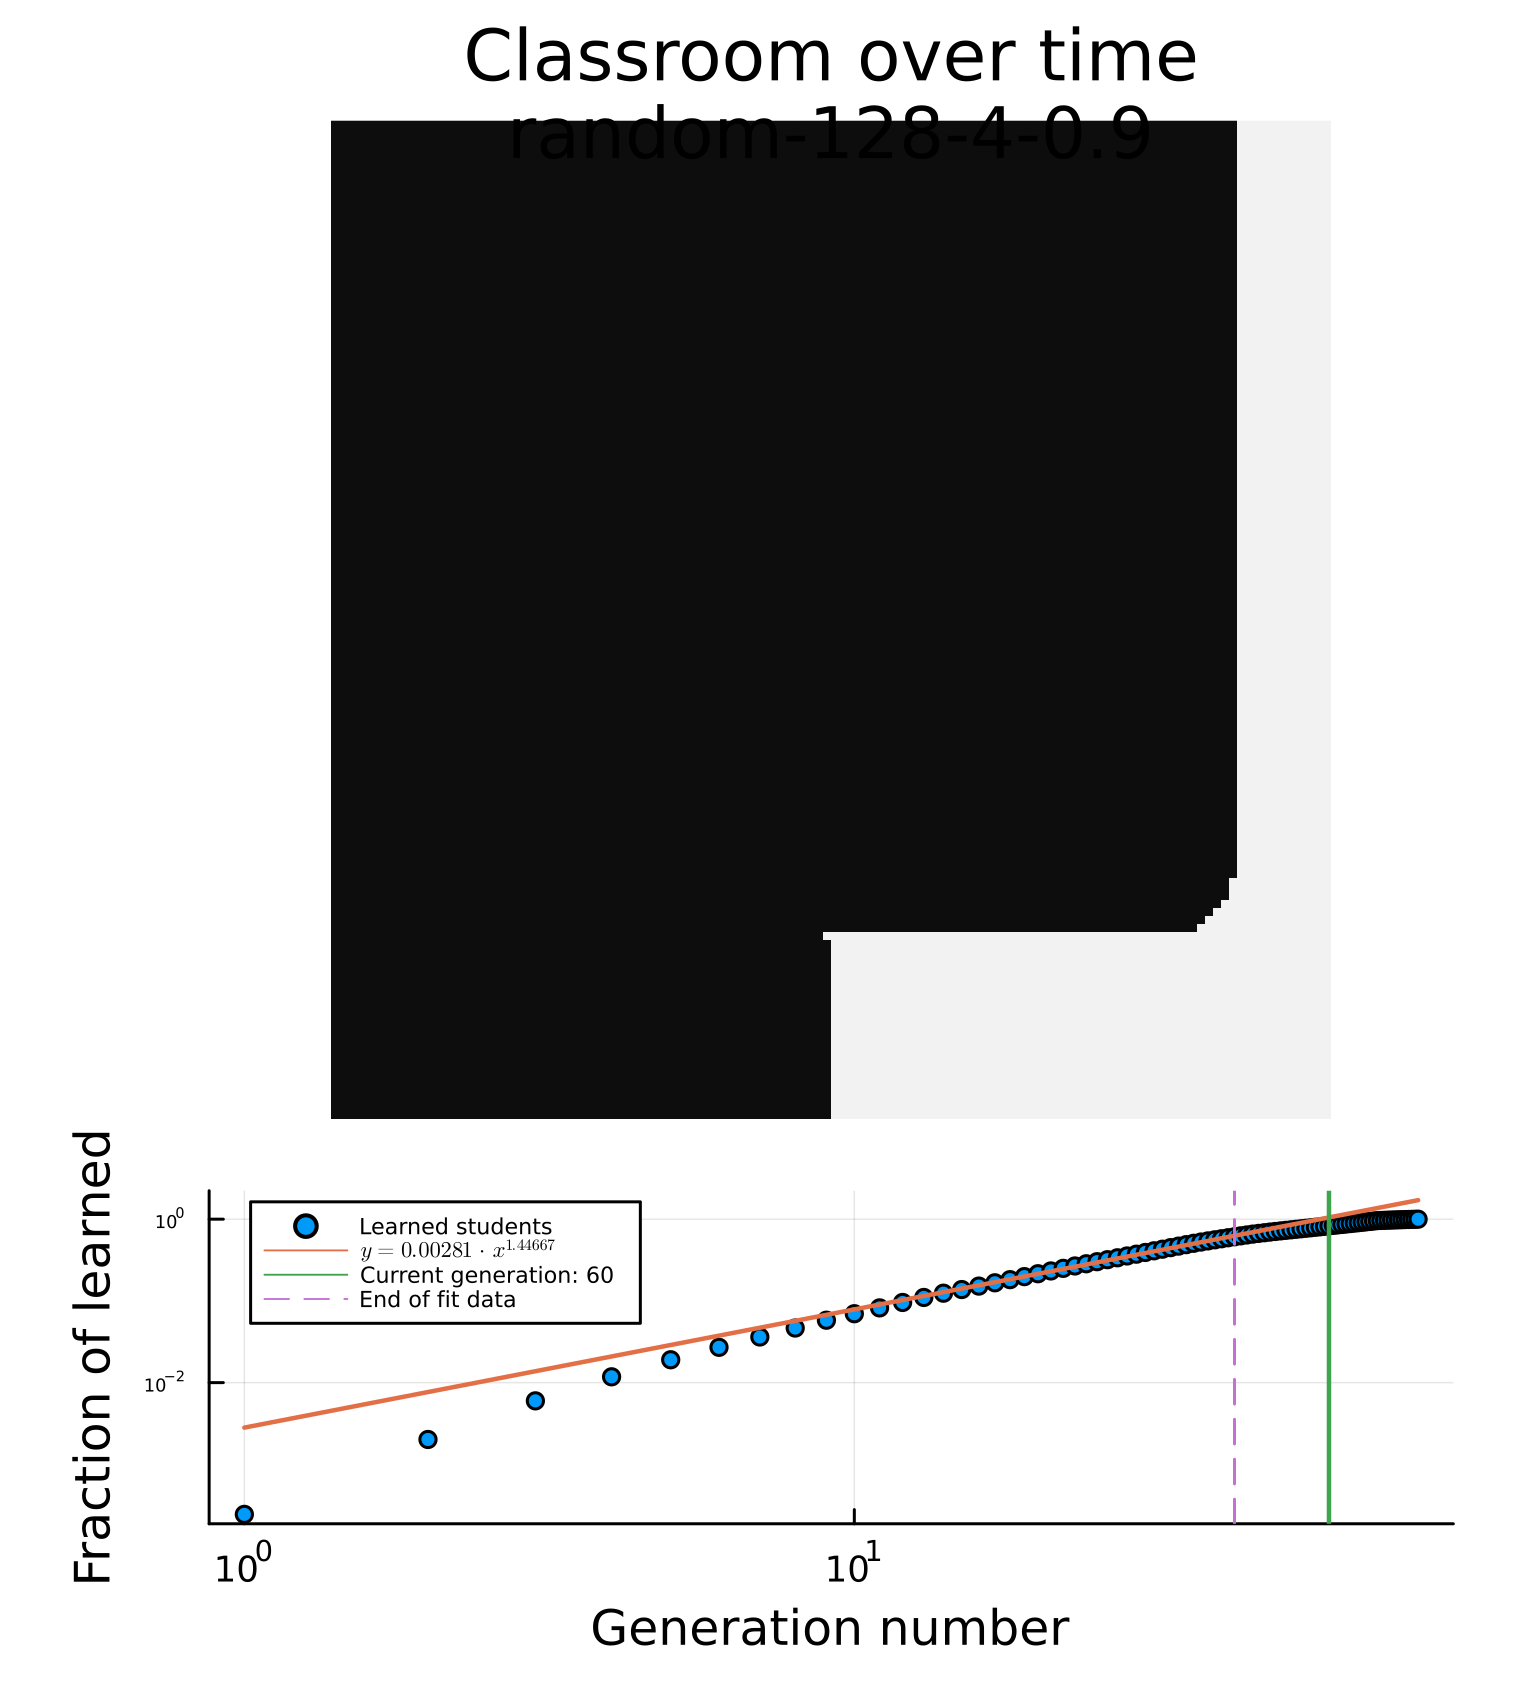 Classroom over time
random-128-4-0.9
Fraction of learned
10⁰
10⁻²
Learned students
y = 0.00281 · x^1.44667
Current generation: 60
End of fit data
10⁰
10¹
Generation number